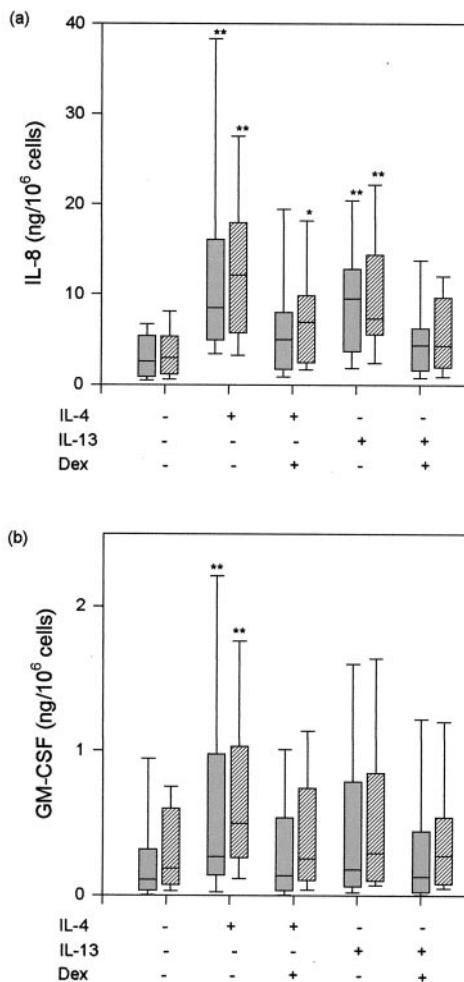 (a)
40
**
**
30
** **
20
*
10
0
IL-8 (ng/10⁶ cells)
IL-4 - + + - -
IL-13 - - - + +
Dex - - + - +
(b)
**
2
**
1
0
GM-CSF (ng/10⁶ cells)
IL-4 - + + - -
IL-13 - - - + +
Dex - - + - +